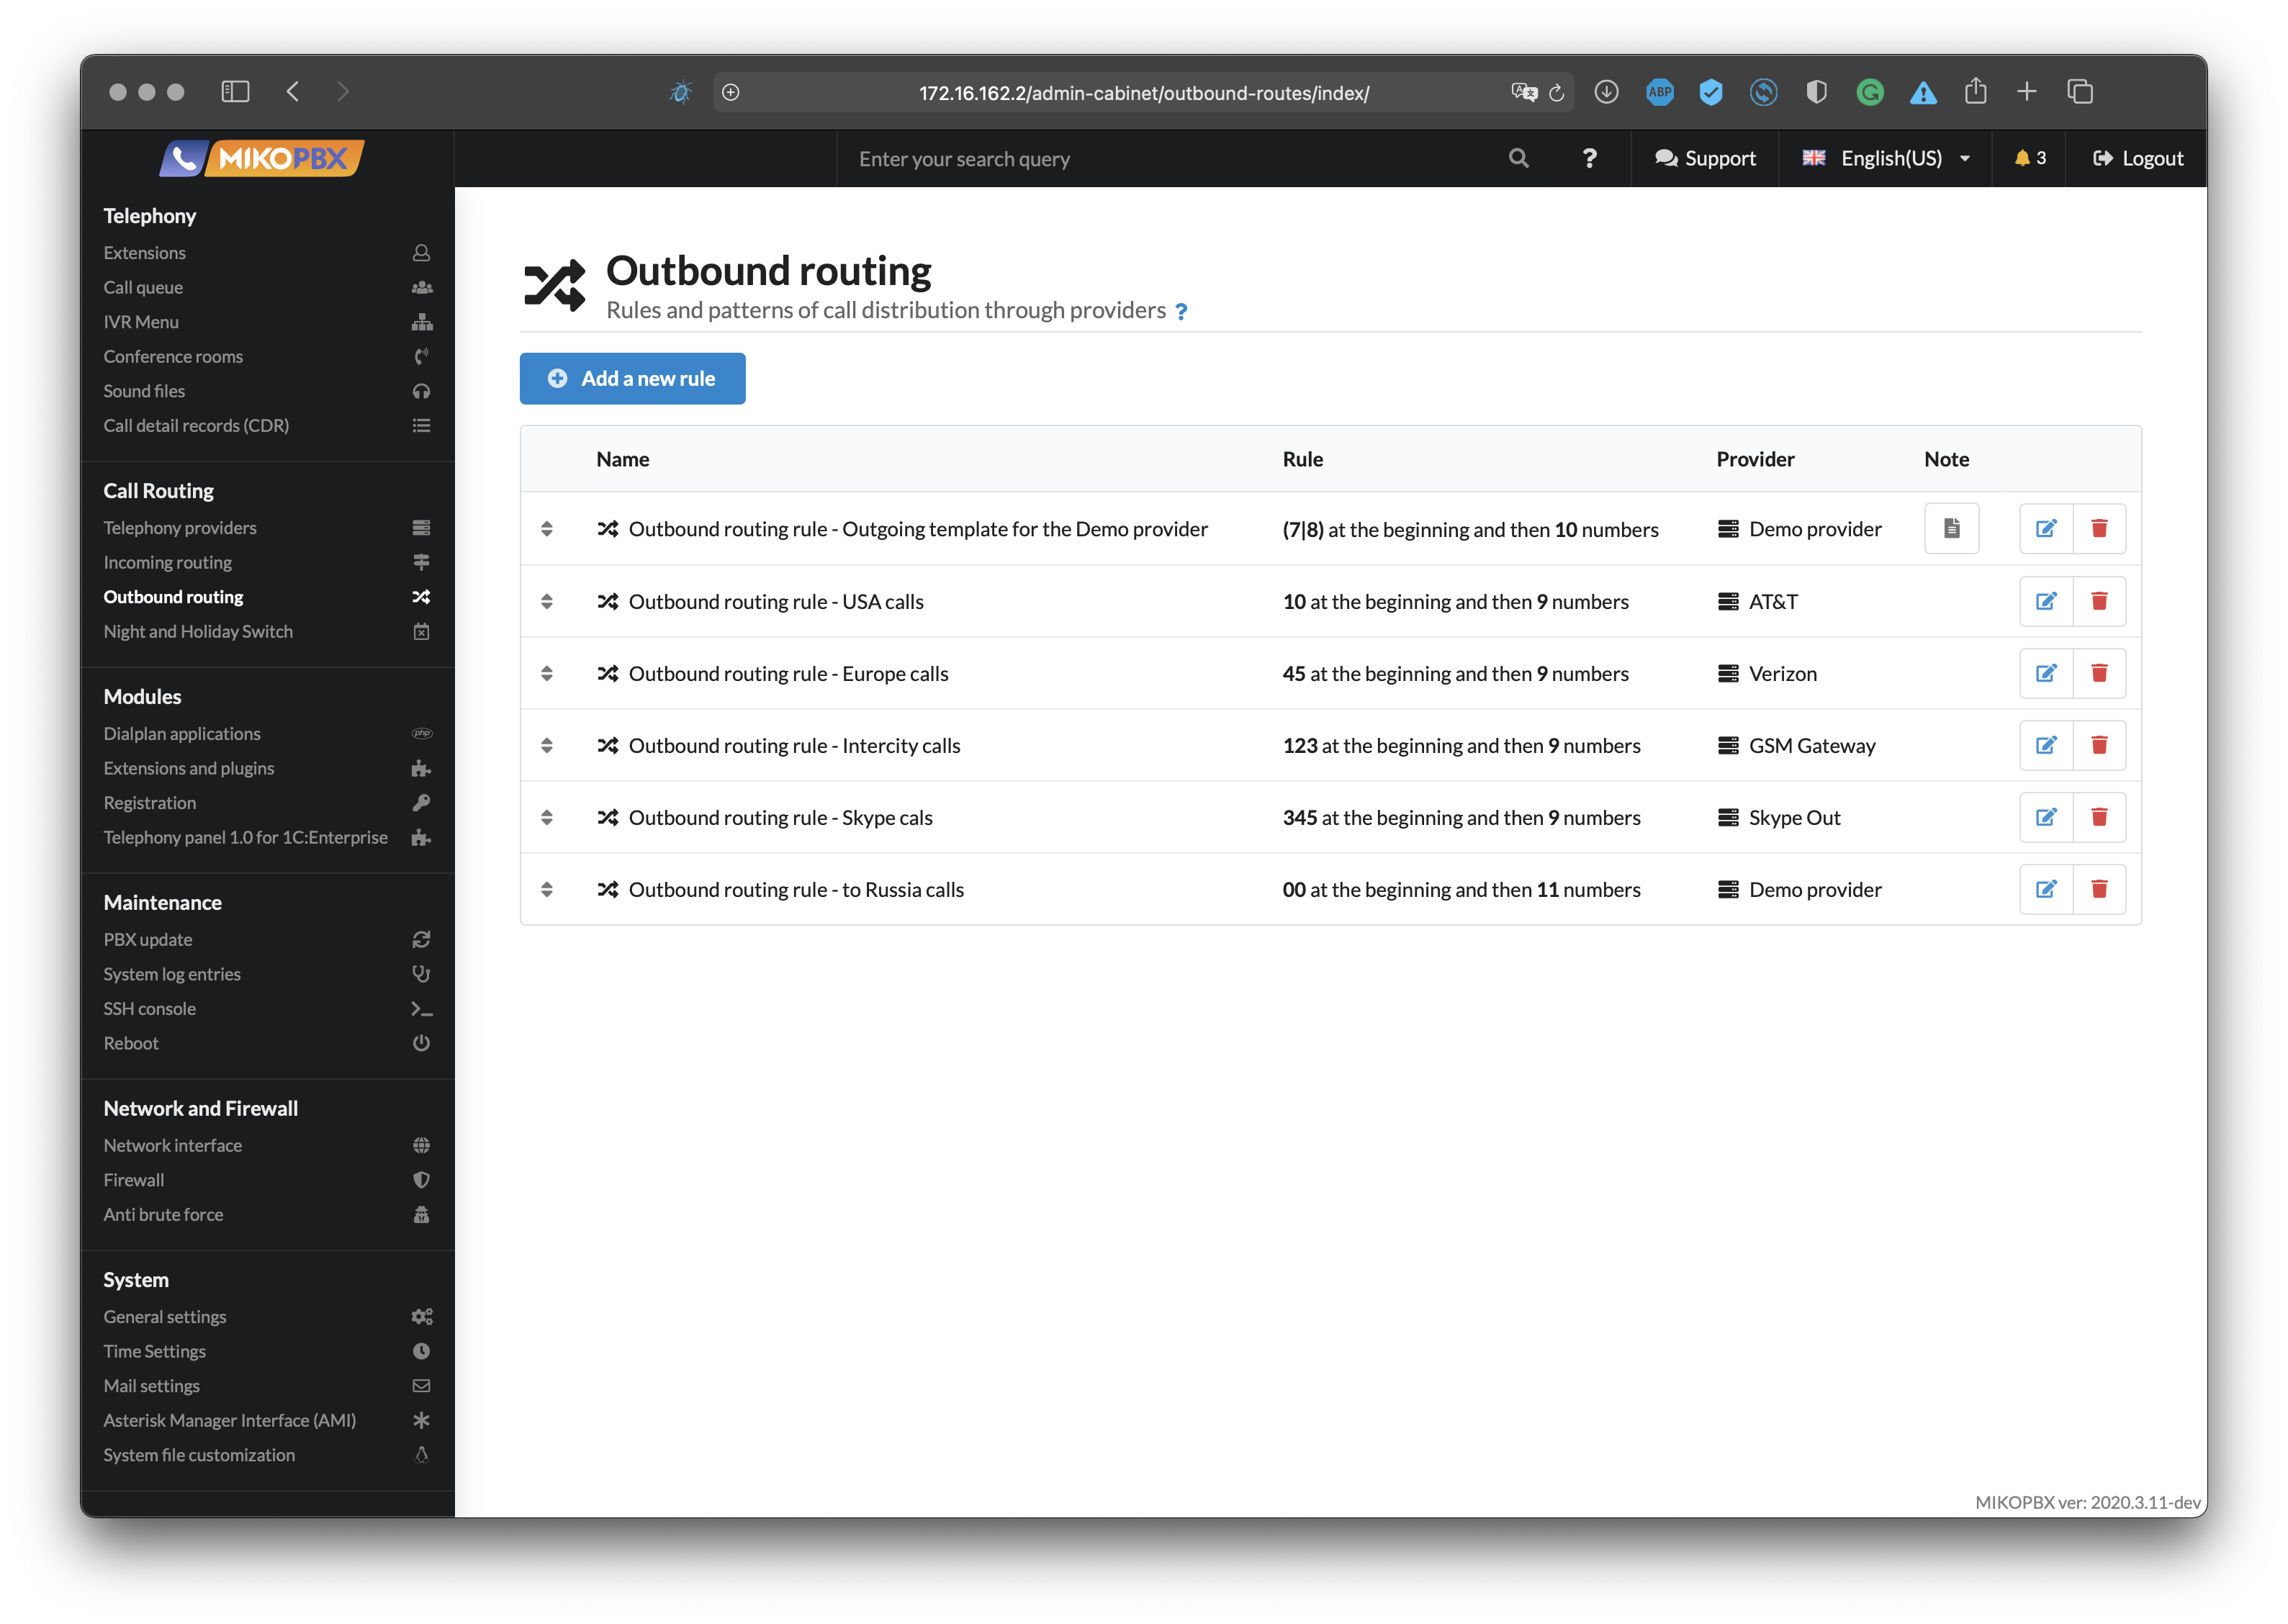 172.16.162.2/admin-cabinet/outbound-routes/index/
ABP
MIKOPBX
Enter your search query
?
Support
English(US)
3
Logout
Telephony
Extensions
Call queue
IVR Menu
Conference rooms
Sound files
Call detail records (CDR)
Call Routing
Telephony providers
Incoming routing
Outbound routing
Night and Holiday Switch
Modules
Dialplan applications
php
Extensions and plugins
Registration
Telephony panel 1.0 for 1C:Enterprise
Maintenance
PBX update
System log entries
SSH console
Reboot
Network and Firewall
Network interface
Firewall
Anti brute force
System
General settings
Time Settings
Mail settings
Asterisk Manager Interface (AMI)
System file customization
Outbound routing
Rules and patterns of call distribution through providers ?
Add a new rule
Name Rule Provider Note
Outbound routing rule - Outgoing template for the Demo provider (7|8) at the beginning and then 10 numbers Demo provider
Outbound routing rule - USA calls 10 at the beginning and then 9 numbers AT&T
Outbound routing rule - Europe calls 45 at the beginning and then 9 numbers Verizon
Outbound routing rule - Intercity calls 123 at the beginning and then 9 numbers GSM Gateway
Outbound routing rule - Skype cals 345 at the beginning and then 9 numbers Skype Out
Outbound routing rule - to Russia calls 00 at the beginning and then 11 numbers Demo provider
MIKOPBX ver: 2020.3.11-dev